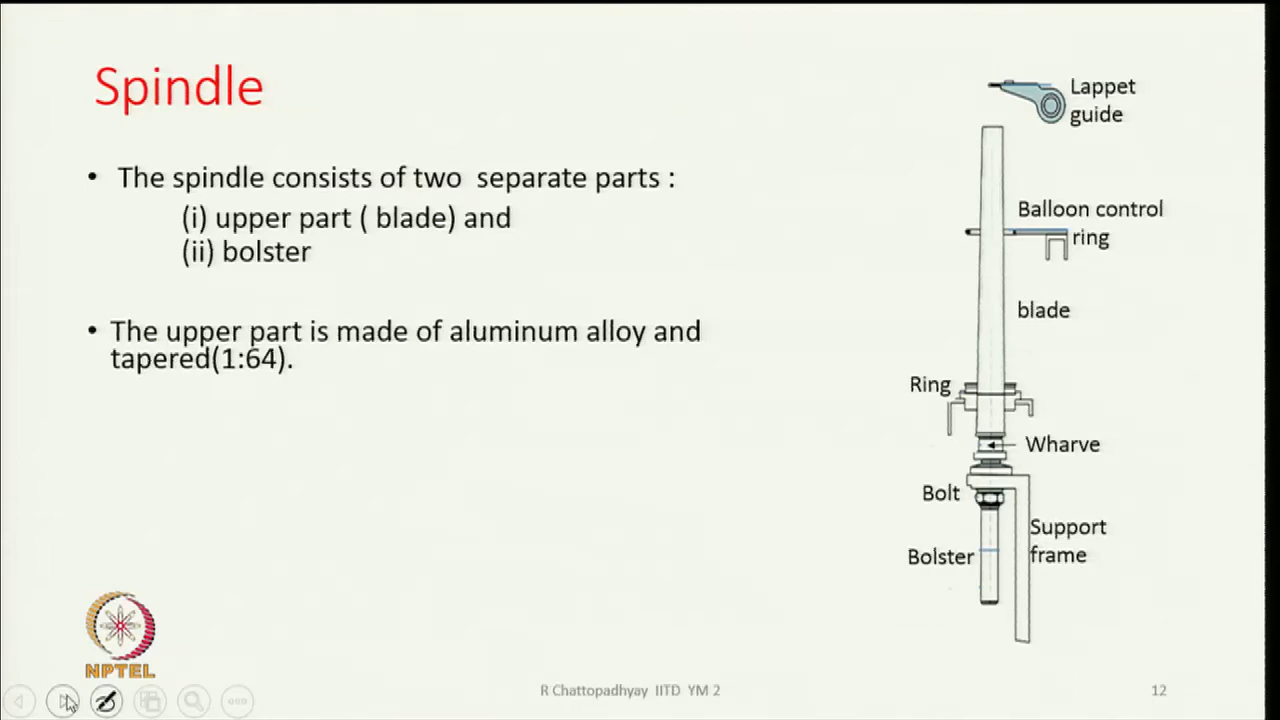 Spindle
• The spindle consists of two separate parts :
(i) upper part ( blade) and
(ii) bolster
• The upper part is made of aluminum alloy and
tapered(1:64).
Lappet
guide
Balloon control
ring
blade
Ring
Wharve
Bolt
Support
frame
Bolster
NPTEL
R Chattopadhyay IITD YM 2
12